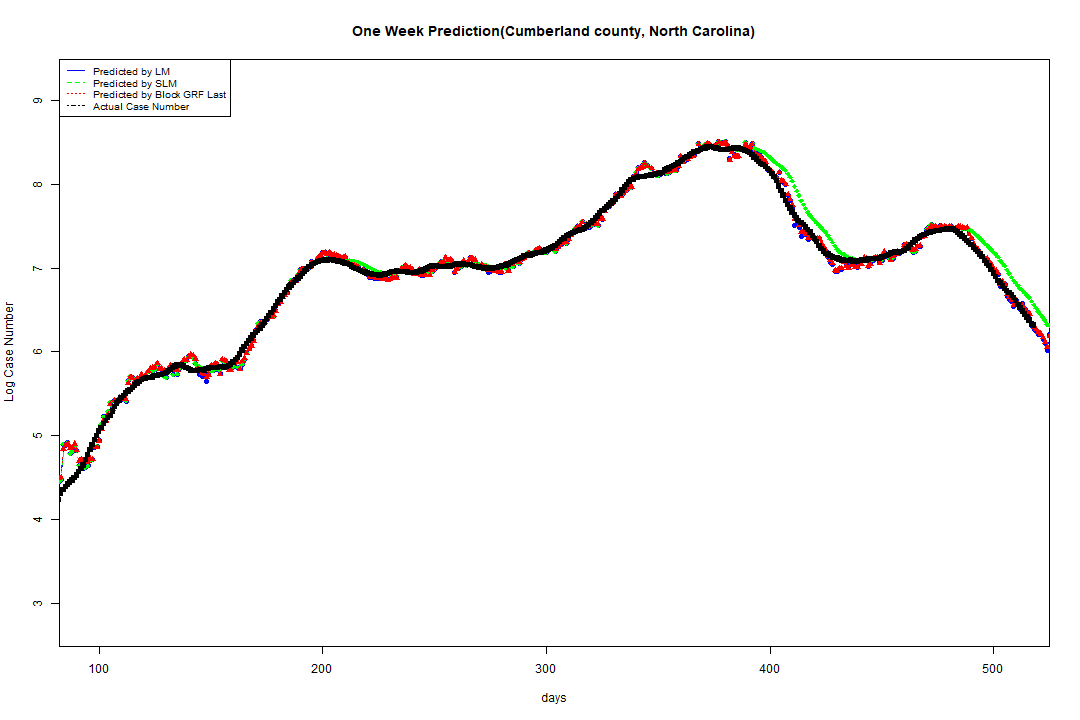 One Week Prediction(Cumberland county, North Carolina)
Predicted by LM
Predicted by SLM
Predicted by Block GRF Last
Actual Case Number
9
8
7
6
5
4
3
Log Case Number
100 200 300 400 500
days